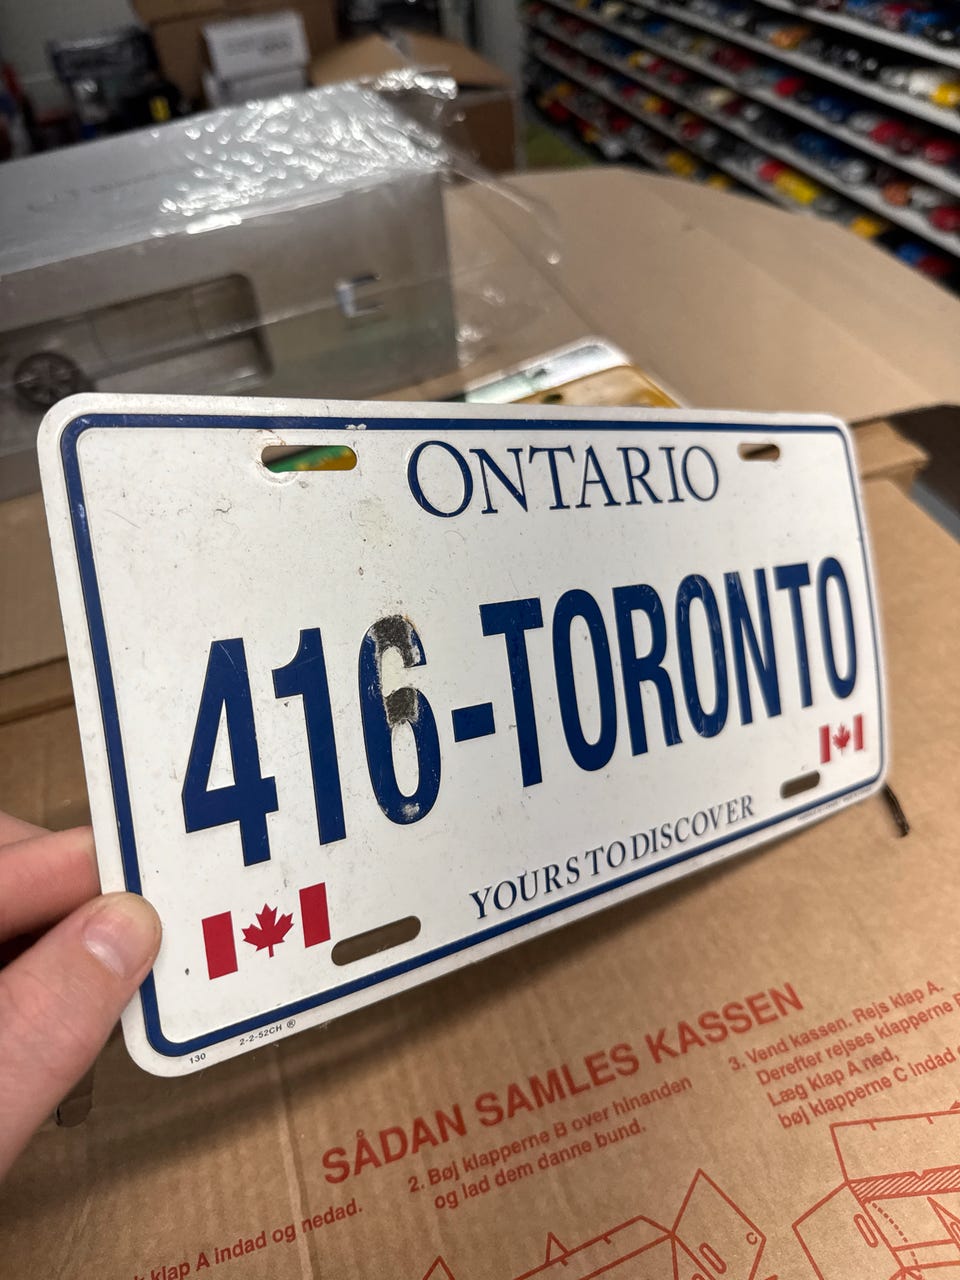 ONTARIO
416-TORONTO
YOURS TO DISCOVER
130 2-2-52CH ®
SÅDAN SAMLES KASSEN
klap A indad og nedad.
2. Bøj klapperne B over hinanden
og lad dem danne bund.
3. Vend kassen. Rejs klap A.
Derefter rejses klapperne
Læg klap A ned,
bøj klapperne C indad
C